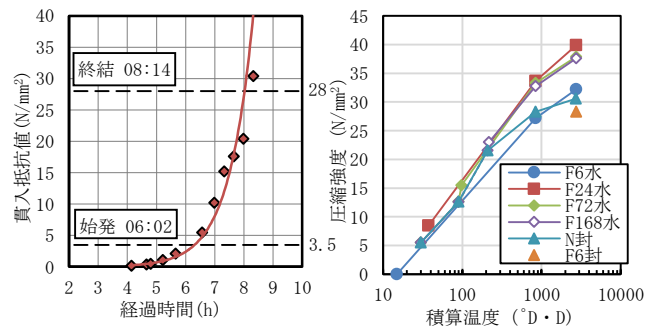 40
35
30
25
20
15
10
5
0
貫入抵抗値(N/mm²)
終結 08:14
始発 06:02
28
3.5
2 3 4 5 6 7 8 9 10
経過時間(h)
45
40
35
30
25
20
15
10
5
0
圧縮強度 (N/mm²)
F6水
F24水
F72水
F168水
N封
F6封
10 100 1000 10000
積算温度 (°D・D)